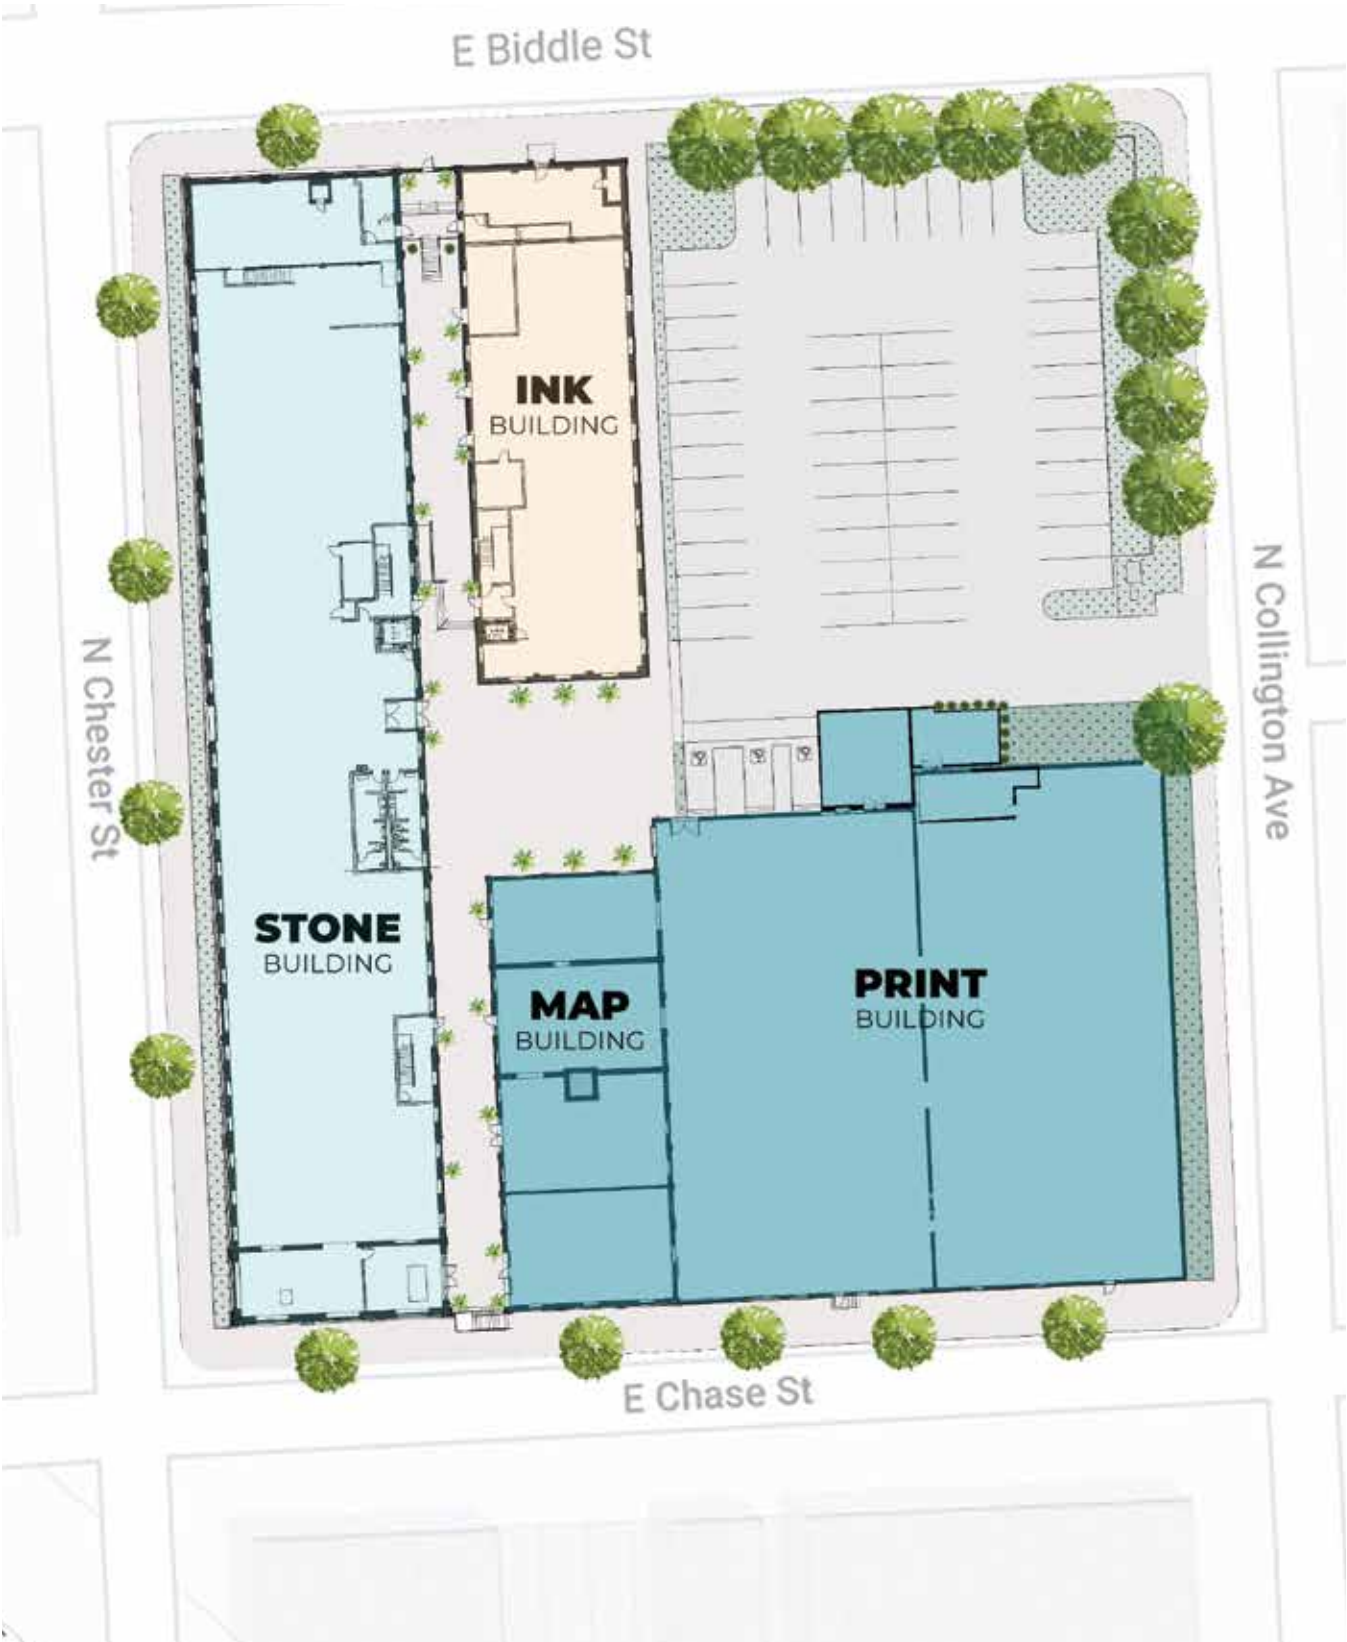 E Biddle St
INK
BUILDING
N Chester St
N Collington Ave
STONE
BUILDING
MAP
BUILDING
PRINT
BUILDING
E Chase St